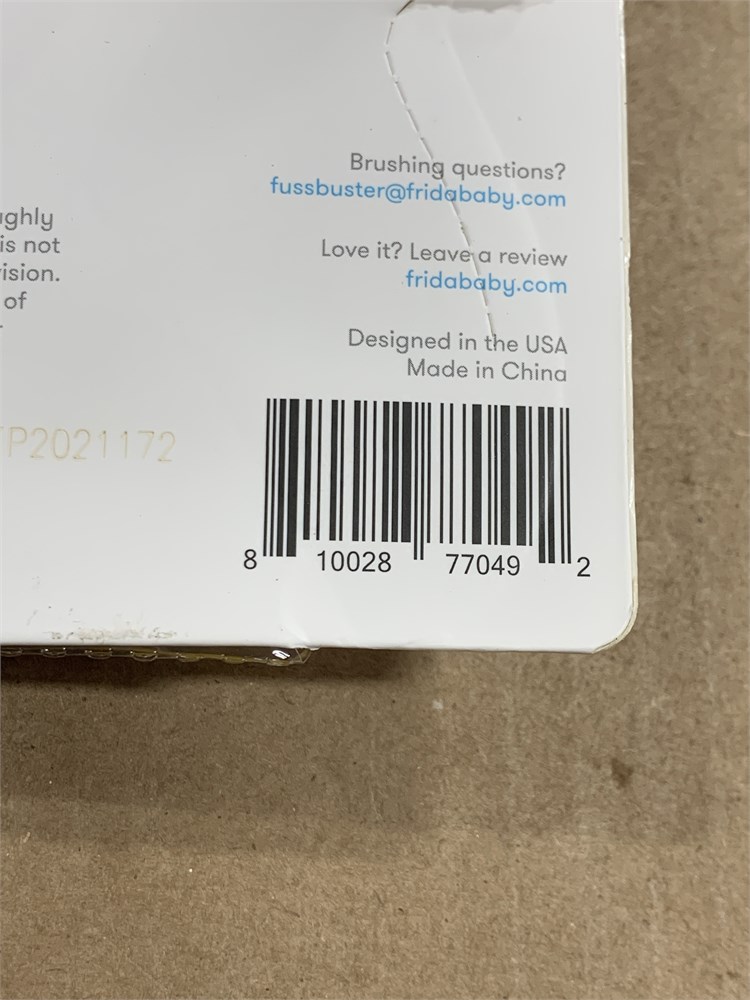 Brushing questions?
fussbuster@fridababy.com
Love it? Leave a review
fridababy.com
Designed in the USA
Made in China
ughly
is not
ision.
of
P2021172
8 10028 77049 2